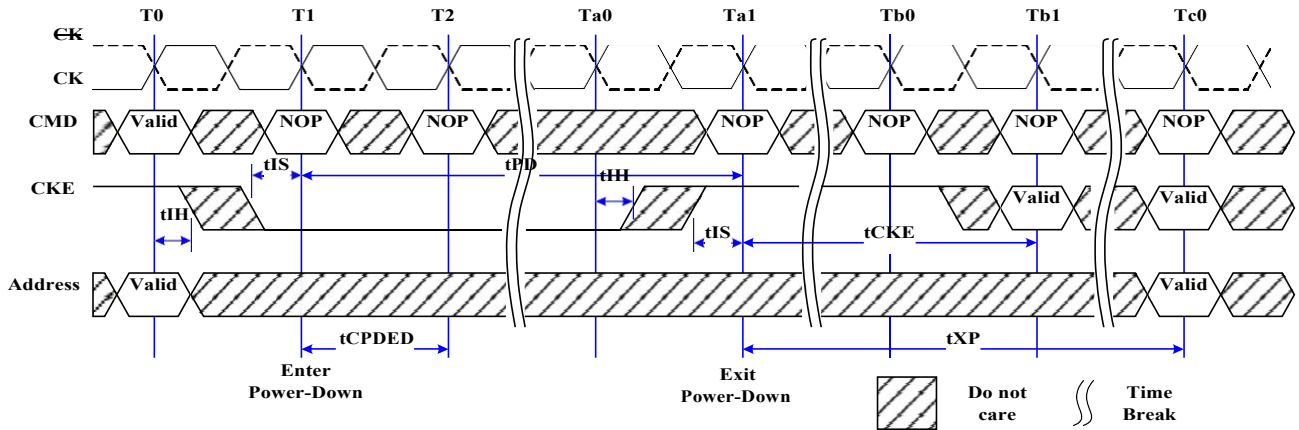 T0 T1 T2 Ta0 Ta1 Tb0 Tb1 Tc0
CK
CK
CMD Valid NOP NOP NOP NOP NOP NOP
tIS tPD tIH
CKE Valid Valid
tIH tIS tCKE
Address Valid Valid
tCPDED tXP
Enter
Power-Down
Exit
Power-Down
Do not
care
Time
Break